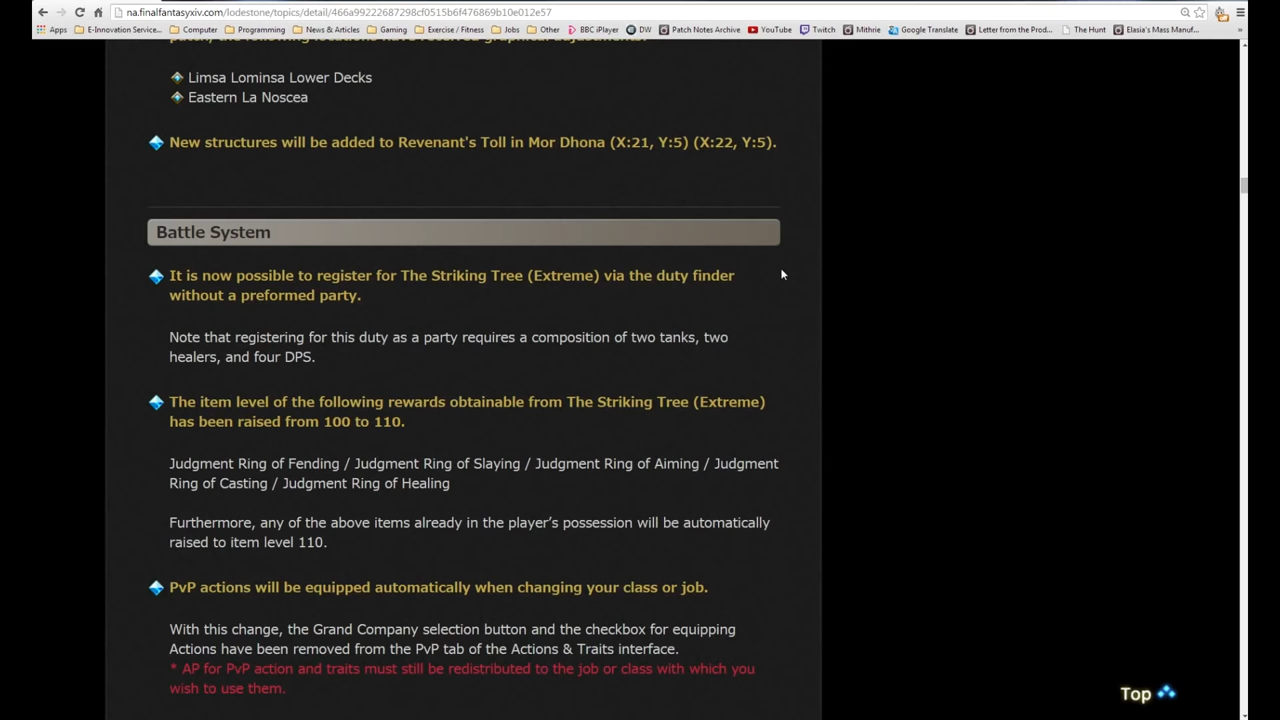 na.finalfantasyxiv.com/lodestone/topics/detail/466a99222687298cf0515b6f476869b10e012e57
Apps E-Innovation Service... Computer Programming News & Articles Gaming Exercise / Fitness Jobs Other BBC iPlayer DW Patch Notes Archive YouTube Twitch Mithrie Google Translate Letter from the Prod... The Hunt Elasia's Mass Manuf... »
patch, the following locations have received graphical adjustments.
Limsa Lominsa Lower Decks
Eastern La Noscea
New structures will be added to Revenant's Toll in Mor Dhona (X:21, Y:5) (X:22, Y:5).
Battle System
It is now possible to register for The Striking Tree (Extreme) via the duty finder
without a preformed party.
Note that registering for this duty as a party requires a composition of two tanks, two
healers, and four DPS.
The item level of the following rewards obtainable from The Striking Tree (Extreme)
has been raised from 100 to 110.
Judgment Ring of Fending / Judgment Ring of Slaying / Judgment Ring of Aiming / Judgment
Ring of Casting / Judgment Ring of Healing
Furthermore, any of the above items already in the player’s possession will be automatically
raised to item level 110.
PvP actions will be equipped automatically when changing your class or job.
With this change, the Grand Company selection button and the checkbox for equipping
Actions have been removed from the PvP tab of the Actions & Traits interface.
* AP for PvP action and traits must still be redistributed to the job or class with which you
wish to use them.
Top